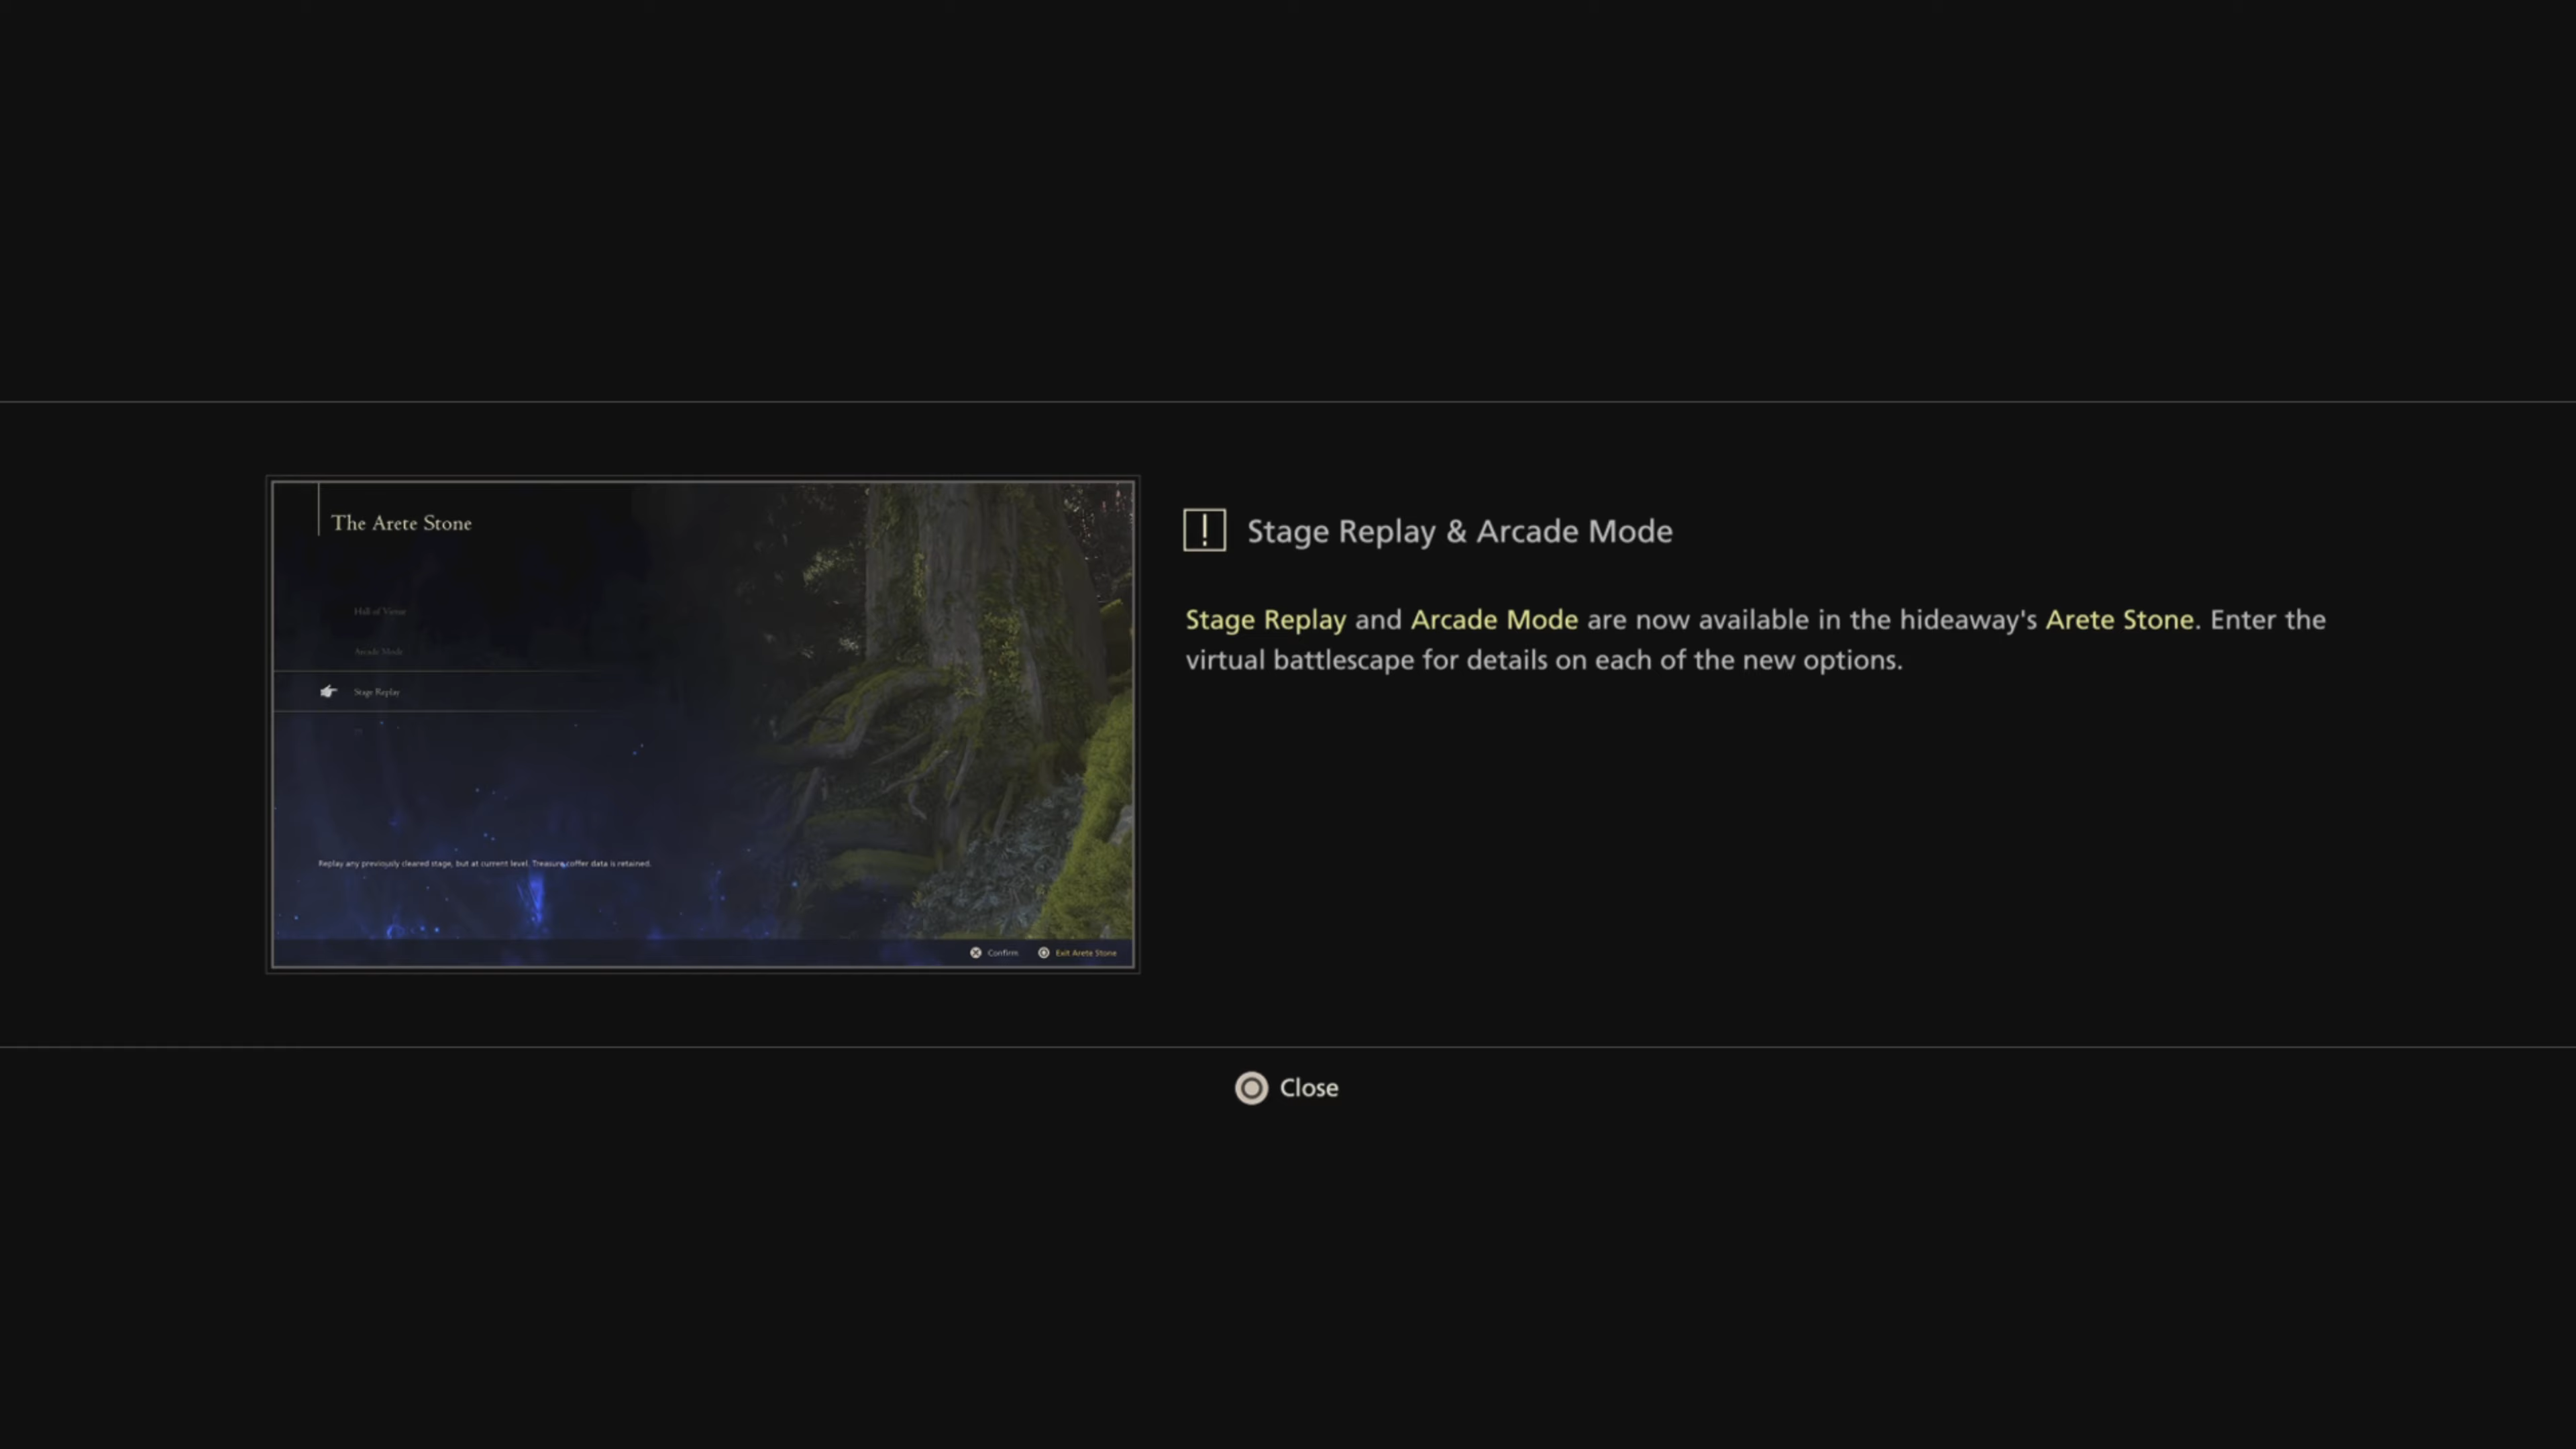 The Arete Stone
Hall of Virtue
Arcade Mode
Stage Replay
??
Replay any previously cleared stage, but at current level. Treasure coffer data is retained.
Confirm
Exit Arete Stone
! Stage Replay & Arcade Mode
Stage Replay and Arcade Mode are now available in the hideaway's Arete Stone. Enter the
virtual battlescape for details on each of the new options.
Close